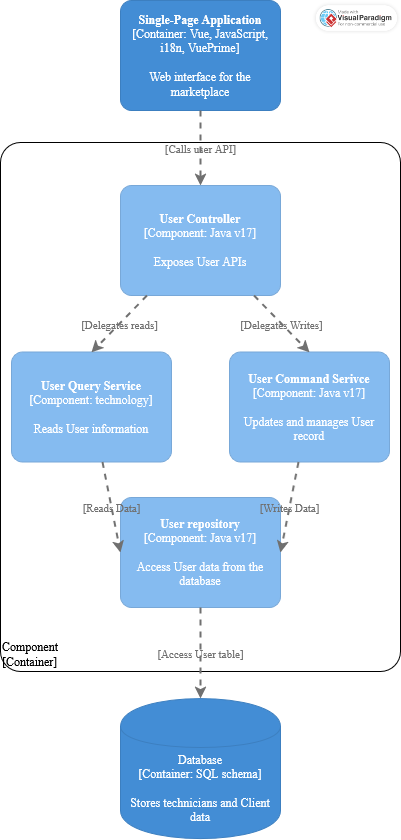 Single-Page Application
[Container: Vue, JavaScript,
i18n, VuePrime]
Web interface for the
marketplace
Made with
Visual Paradigm
For non-commercial use
[Calls user API]
User Controller
[Component: Java v17]
Exposes User APIs
[Delegates reads]
[Delegates Writes]
User Query Service
[Component: technology]
Reads User information
User Command Serivce
[Component: Java v17]
Updates and manages User
record
[Reads Data]
[Writes Data]
User repository
[Component: Java v17]
Access User data from the
database
Component
[Container]
[Access User table]
Database
[Container: SQL schema]
Stores technicians and Client
data